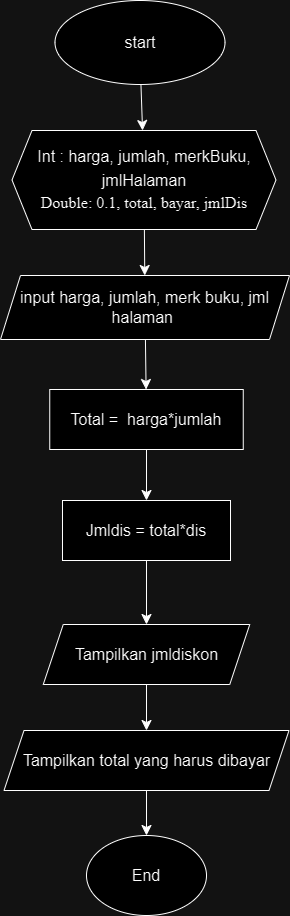 start
Int : harga, jumlah, merkBuku,
jmlHalaman
Double: 0.1, total, bayar, jmlDis
input harga, jumlah, merk buku, jml
halaman
Total = harga*jumlah
Jmldis = total*dis
Tampilkan jmldiskon
Tampilkan total yang harus dibayar
End